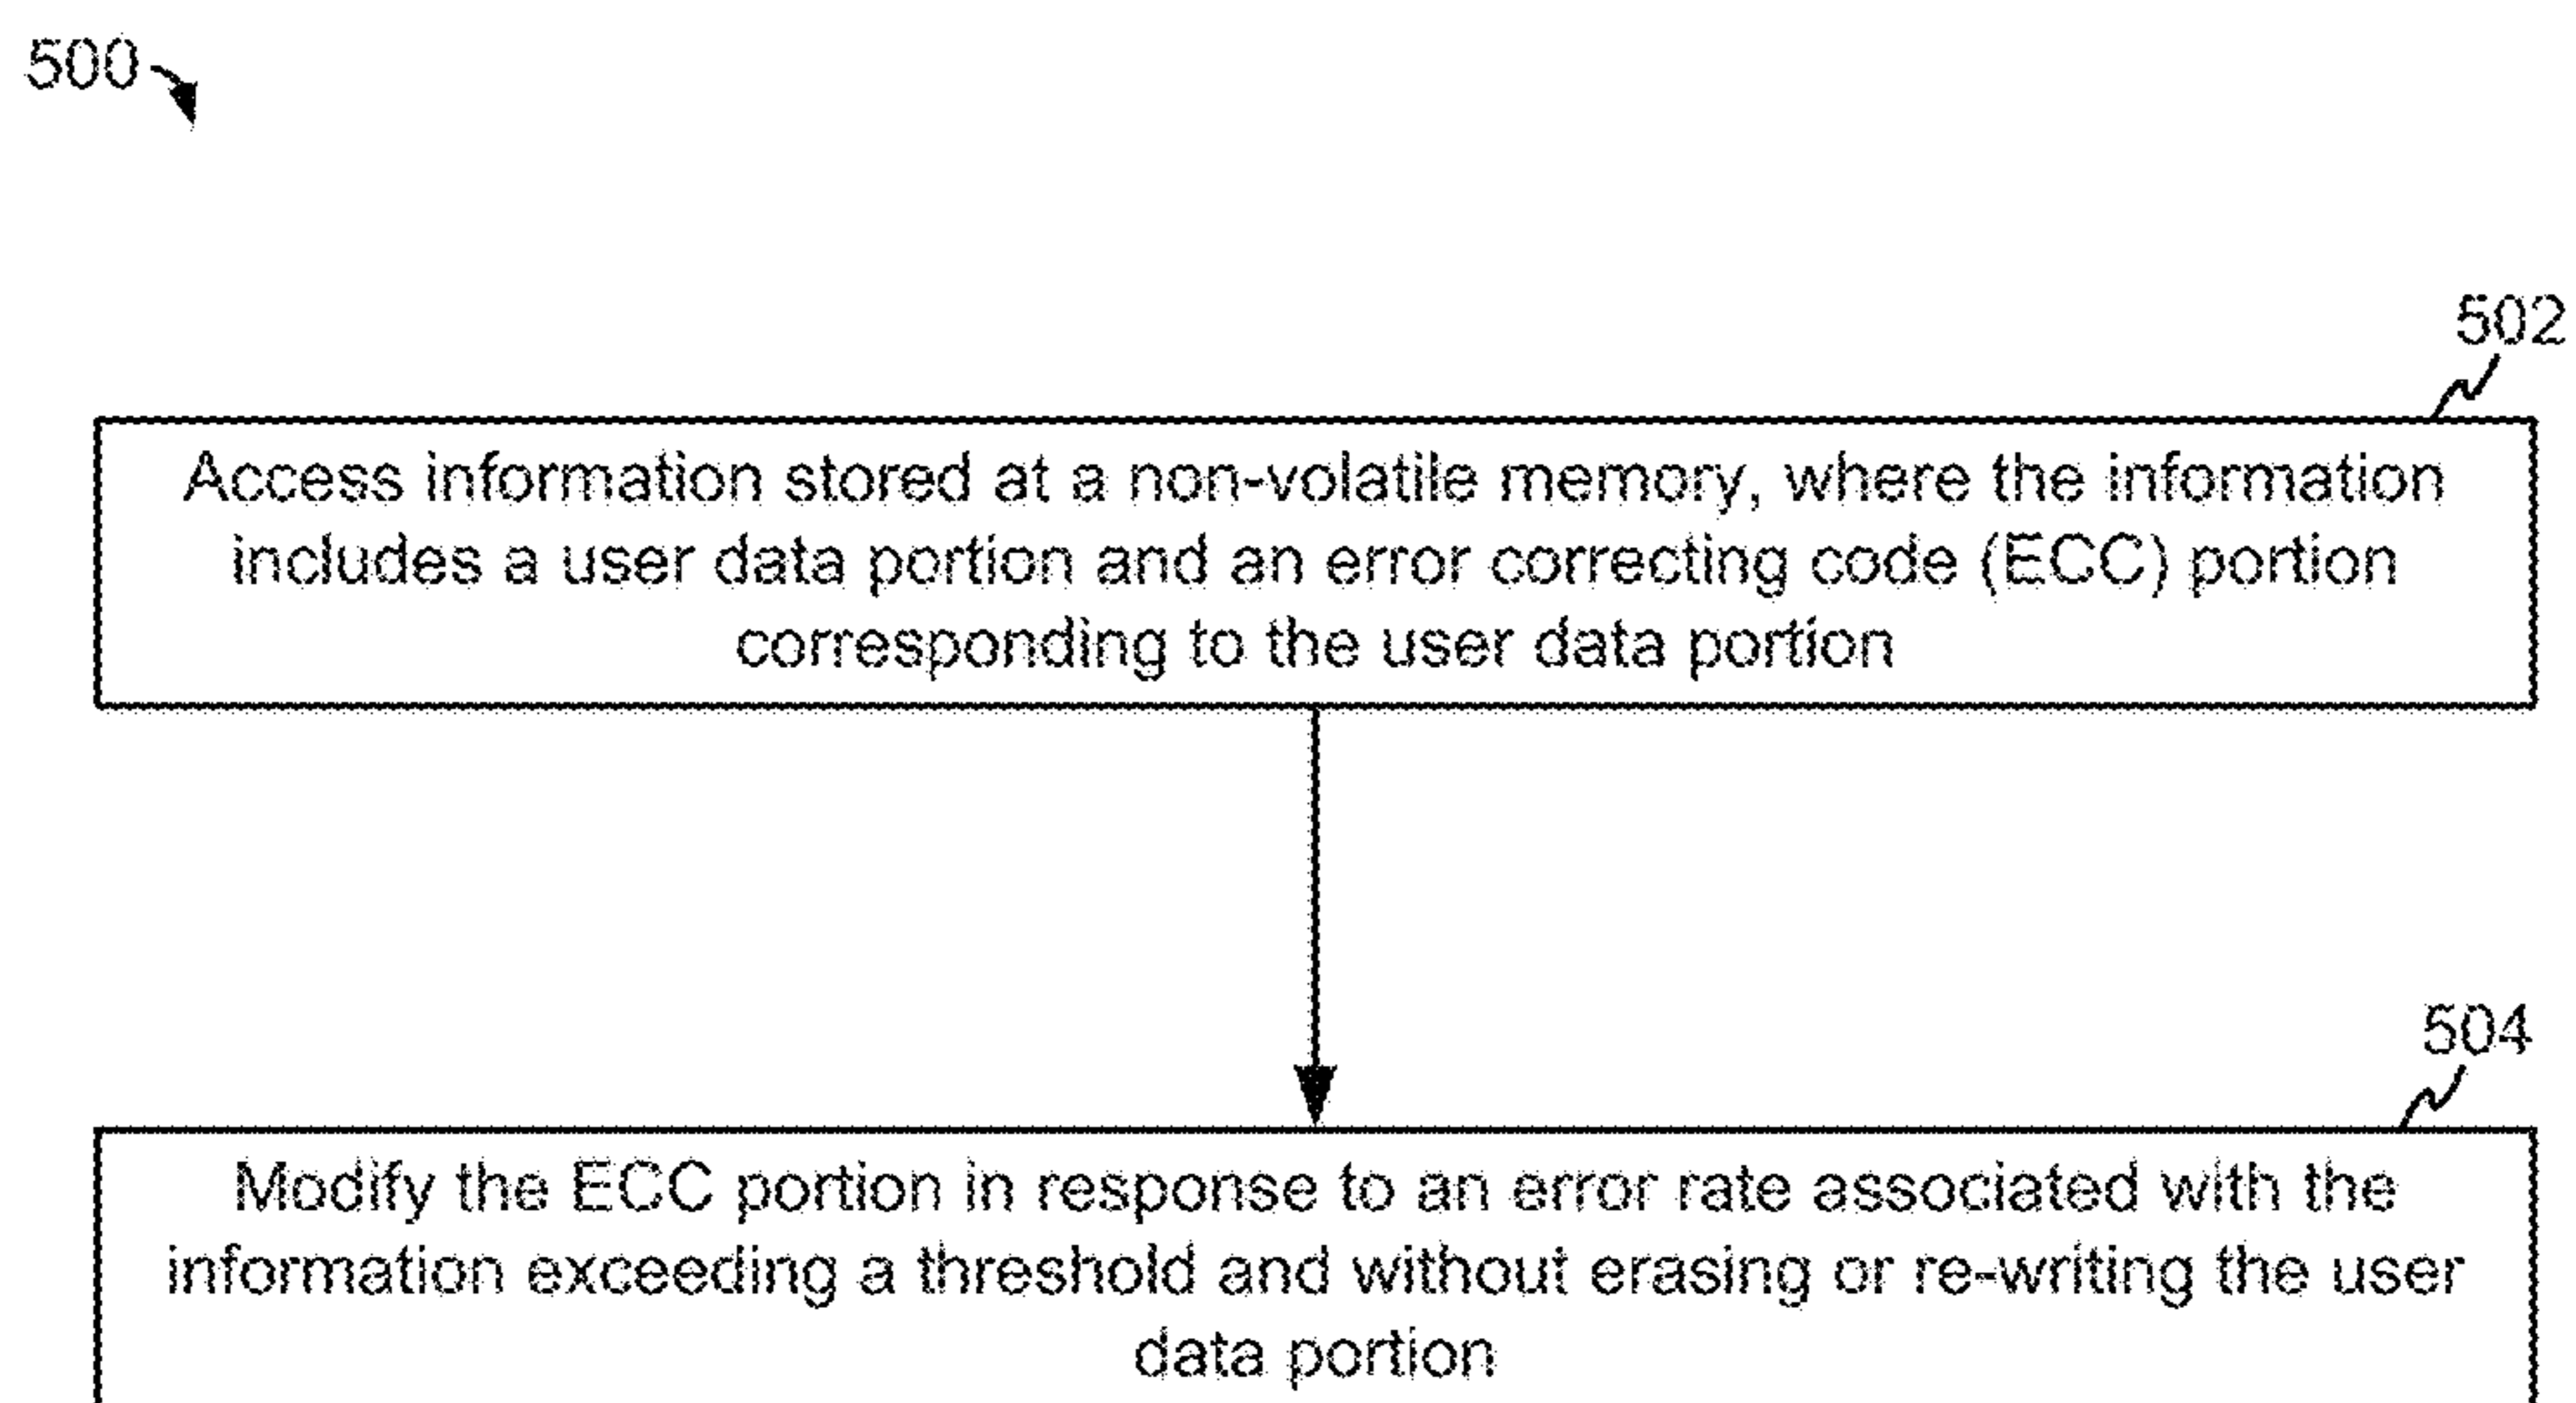 500
502
Access information stored at a non-volatile memory, where the information
includes a user data portion and an error correcting code (ECC) portion
corresponding to the user data portion
504
Modify the ECC portion in response to an error rate associated with the
information exceeding a threshold and without erasing or re-writing the user
data portion